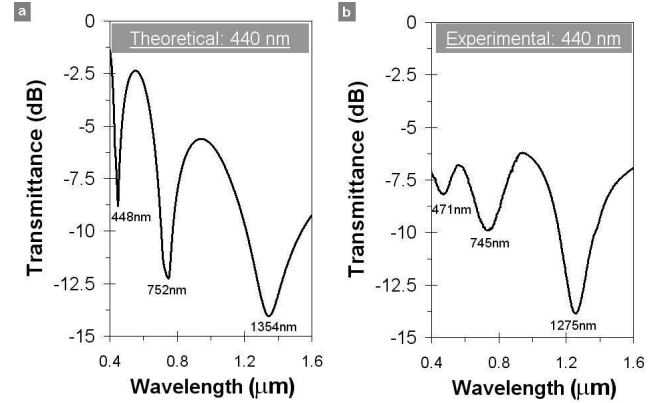 a
Theoretical: 440 nm
Transmittance (dB)
0
-2.5
-5
-7.5
-10
-12.5
-15
448nm
752nm
1354nm
0.4
0.8
1.2
1.6
Wavelength (μm)
b
Experimental: 440 nm
Transmittance (dB)
0
-2.5
-5
-7.5
-10
-12.5
-15
471nm
745nm
1275nm
0.4
0.8
1.2
1.6
Wavelength (μm)